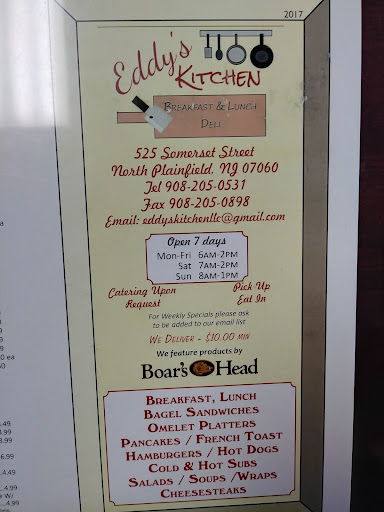 2017
Eddy's
Kitchen
Breakfast & Lunch
Deli
525 Somerset Street
North Plainfield, NJ 07060
Tel 908-205-0531
Fax 908-205-0898
Email: eddyskitchenllc@gmail.com
Open 7 days
Mon-Fri 6AM-2PM
Sat 7AM-2PM
Sun 8AM-1PM
Catering Upon
Request
Pick Up
Eat In
For Weekly Specials please ask
to be added to our email list
We Deliver - $10.00 min
We feature products by
Boar's Head
Breakfast, Lunch
Bagel Sandwiches
Omelet Platters
Pancakes / French Toast
Hamburgers / Hot Dogs
Cold & Hot Subs
Salads / Soups /Wraps
Cheesesteaks